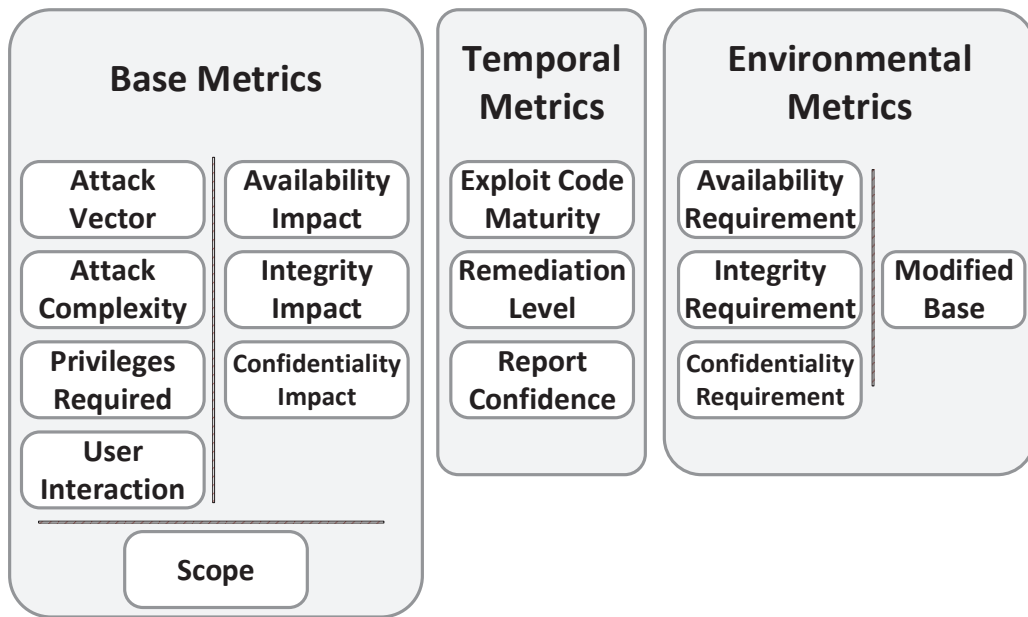 Base Metrics
Attack
Vector
Attack
Complexity
Privileges
Required
User
Interaction
Availability
Impact
Integrity
Impact
Confidentiality
Impact
Scope
Temporal
Metrics
Exploit Code
Maturity
Remediation
Level
Report
Confidence
Environmental
Metrics
Availability
Requirement
Integrity
Requirement
Confidentiality
Requirement
Modified
Base